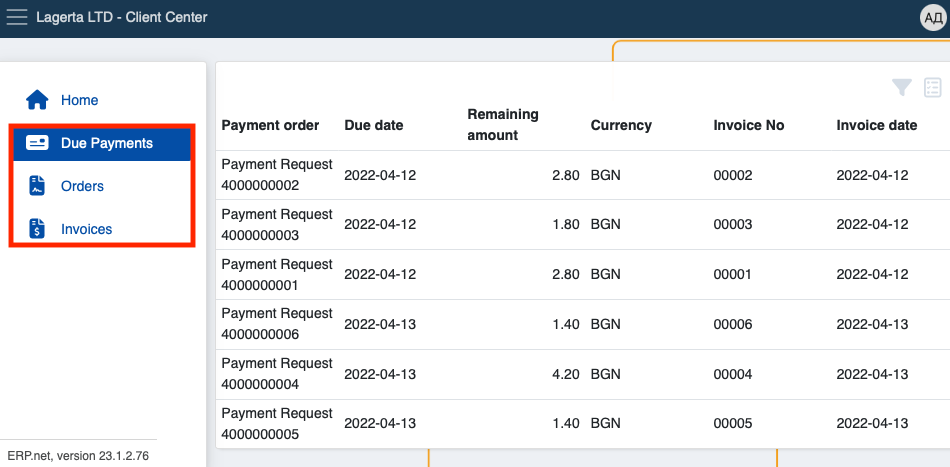 Lagerta LTD - Client Center
АД
Home
Due Payments
Orders
Invoices
Payment order Due date Remaining amount Currency Invoice No Invoice date
Payment Request 4000000002 2022-04-12 2.80 BGN 00002 2022-04-12
Payment Request 4000000003 2022-04-12 1.80 BGN 00003 2022-04-12
Payment Request 4000000001 2022-04-12 2.80 BGN 00001 2022-04-12
Payment Request 4000000006 2022-04-13 1.40 BGN 00006 2022-04-13
Payment Request 4000000004 2022-04-13 4.20 BGN 00004 2022-04-13
Payment Request 4000000005 2022-04-13 1.40 BGN 00005 2022-04-13
ERP.net, version 23.1.2.76